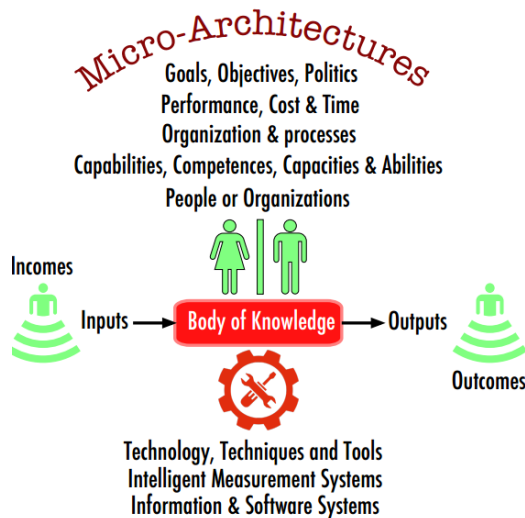 Micro-Architectures
Goals, Objectives, Politics
Performance, Cost & Time
Organization & processes
Capabilities, Competences, Capacities & Abilities
People or Organizations
Incomes
Inputs
Body of Knowledge
Outputs
Outcomes
Technology, Techniques and Tools
Intelligent Measurement Systems
Information & Software Systems